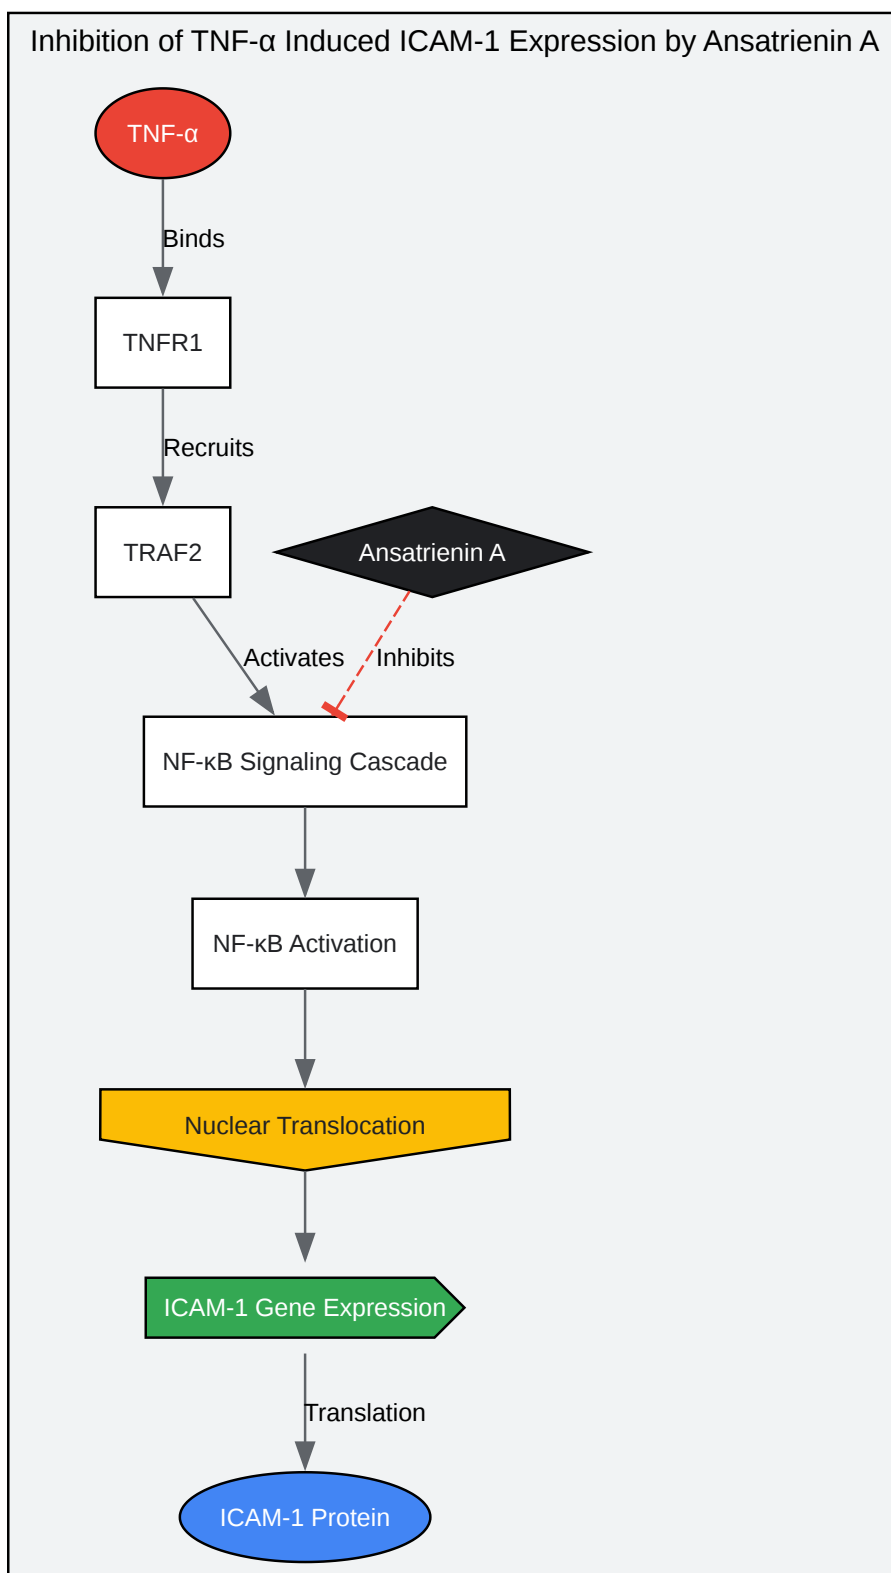 Inhibition of TNF-α Induced ICAM-1 Expression by Ansatrienin A
TNF-α
Binds
TNFR1
Recruits
TRAF2
Ansatrienin A
Activates
Inhibits
NF-κB Signaling Cascade
NF-κB Activation
Nuclear Translocation
ICAM-1 Gene Expression
Translation
ICAM-1 Protein